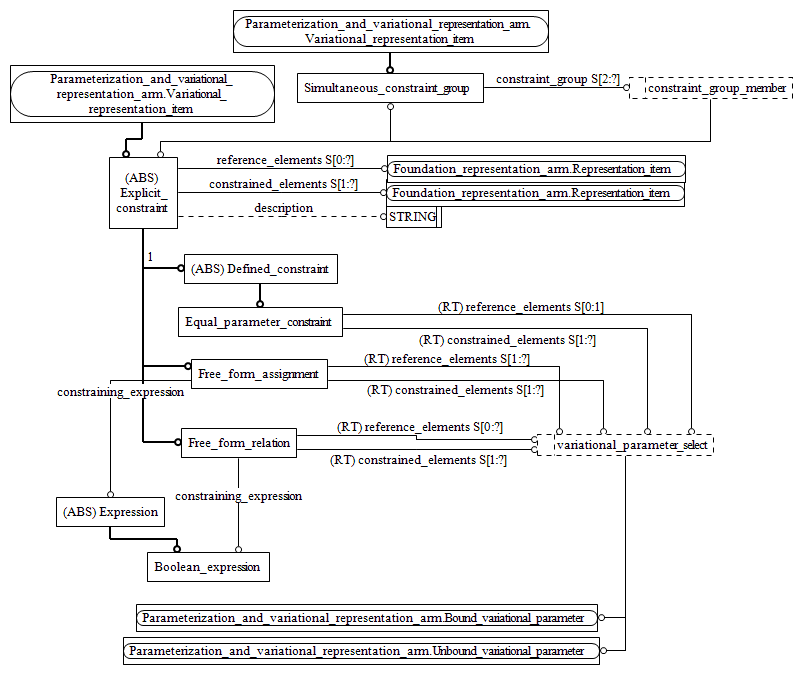 Parameterization_and_variational_representation_arm.
Variational_representation_item
Parameterization_and_variational_
representation_arm.Variational_
representation_item
Simultaneous_constraint_group
constraint_group S[2:?]
constraint_group_member
(ABS)
Explicit_
constraint
reference_elements S[0:?]
Foundation_representation_arm.Representation_item
constrained_elements S[1:?]
Foundation_representation_arm.Representation_item
description
STRING
1
(ABS) Defined_constraint
Equal_parameter_constraint
(RT) reference_elements S[0:1]
(RT) constrained_elements S[1:?]
Free_form_assignment
(RT) reference_elements S[1:?]
(RT) constrained_elements S[1:?]
constraining_expression
Free_form_relation
(RT) reference_elements S[0:?]
(RT) constrained_elements S[1:?]
variational_parameter_select
constraining_expression
(ABS) Expression
Boolean_expression
Parameterization_and_variational_representation_arm.Bound_variational_parameter
Parameterization_and_variational_representation_arm.Unbound_variational_parameter